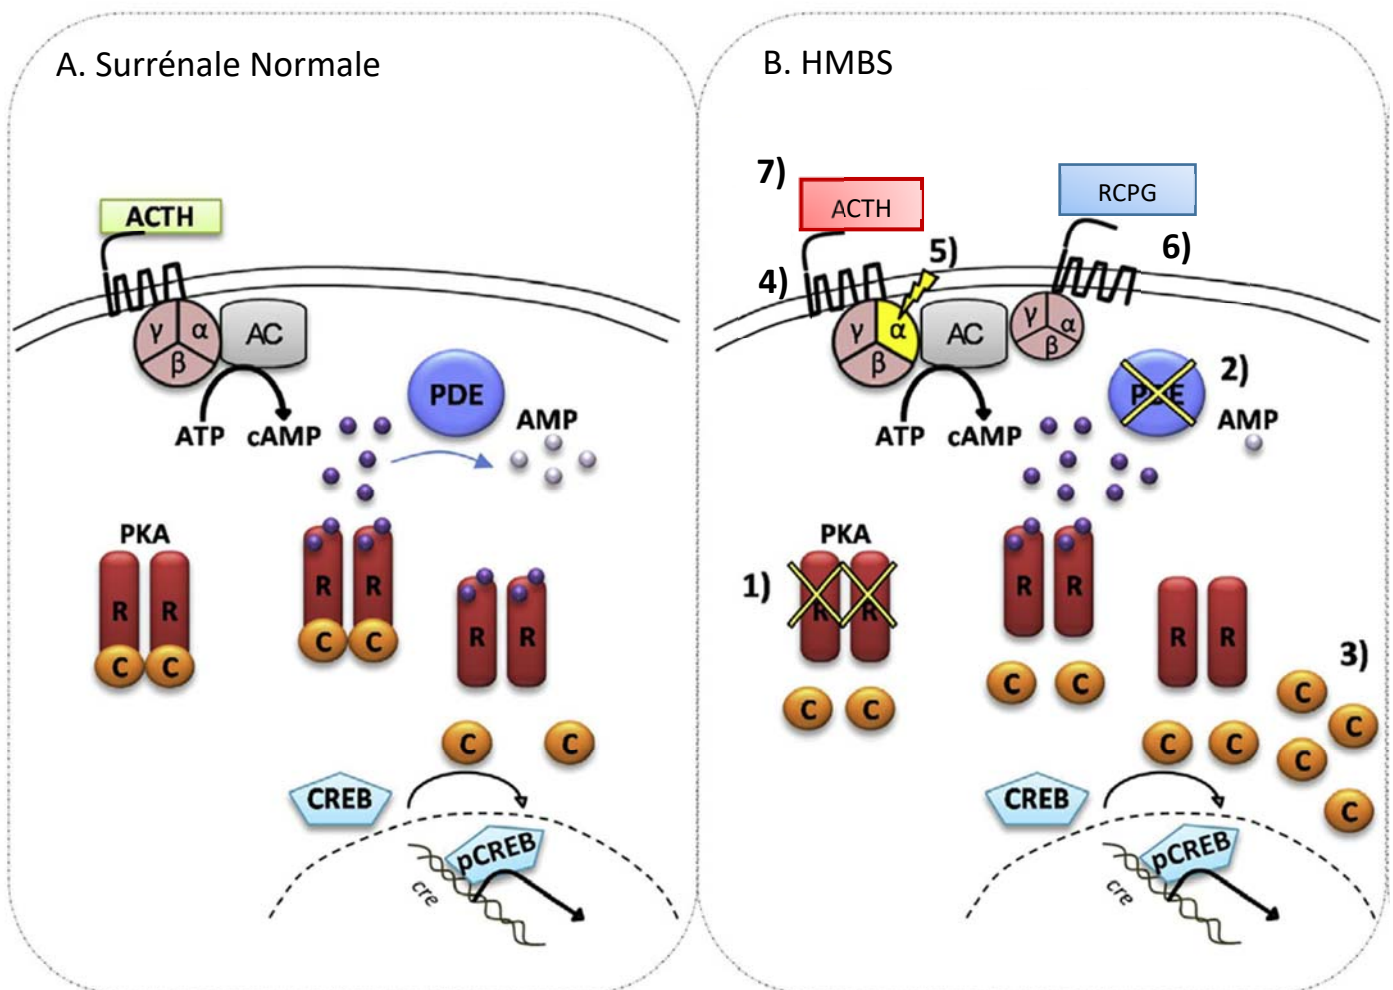 A. Surrénale Normale
ACTH
γ α
β
AC
ATP cAMP
PDE
AMP
PKA
R R
C C
R R
C C
R R
C C
CREB
pCREB
cre
B. HMBS
7)
ACTH
RCPG
6)
5)
4)
γ α
β
AC
γ α
β
ATP cAMP
PDE
2)
AMP
PKA
1)
R R
C C
R R
C C
R R
C C
3)
C
C
C
C
CREB
pCREB
cre